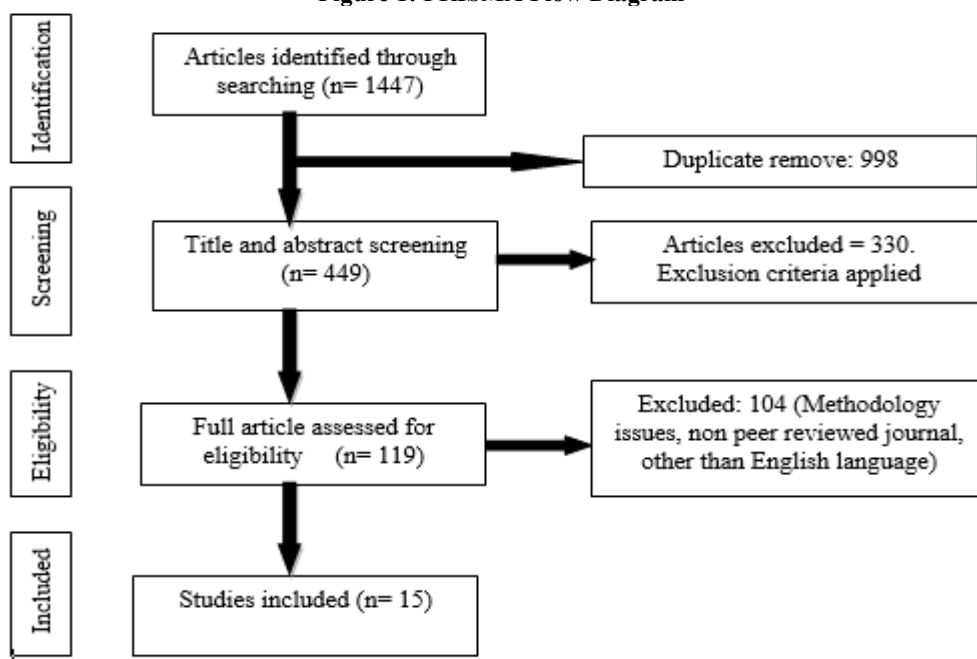 Identification
Articles identified through
searching (n= 1447)
Duplicate remove: 998
Screening
Title and abstract screening
(n= 449)
Articles excluded = 330.
Exclusion criteria applied
Eligibility
Full article assessed for
eligibility (n= 119)
Excluded: 104 (Methodology
issues, non peer reviewed journal,
other than English language)
Included
Studies included (n= 15)